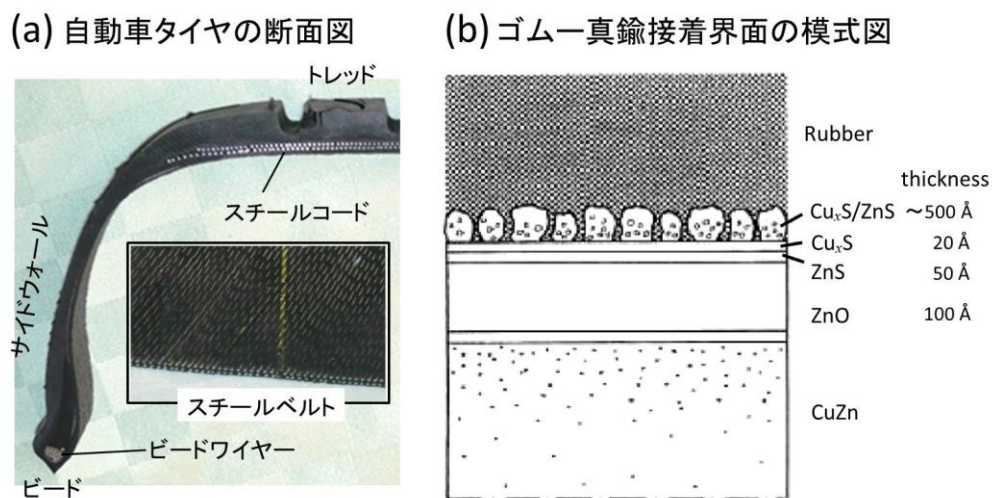 (a) 自動車タイヤの断面図
トレッド
スチールコード
サイドウォール
スチールベルト
ビードワイヤー
ビード
(b) ゴムー真鍮接着界面の模式図
Rubber
thickness
CuxS/ZnS ~500 Å
CuxS 20 Å
ZnS 50 Å
ZnO 100 Å
CuZn